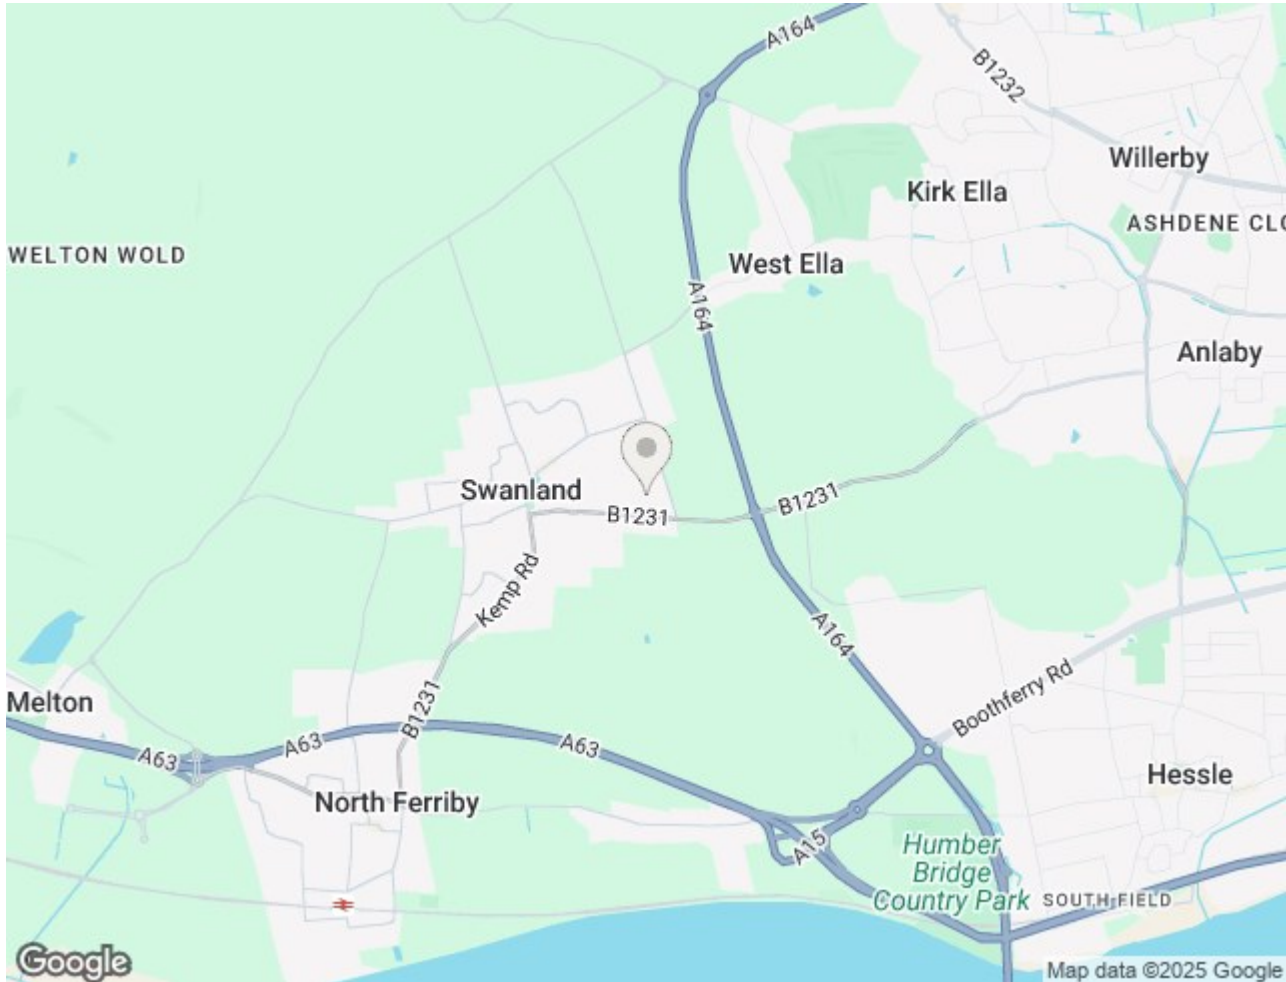 A164
B1232
Willerby
Kirk Ella
ASHDENE CLO
WELTON WOLD
West Ella
A164
Anlaby
Swanland
B1231
B1231
Kemp Rd
A164
Boothferry Rd
Melton
B1231
A63
A63
A63
Hessle
North Ferriby
A15
Humber
Bridge
Country Park
SOUTH FIELD
Google
Map data ©2025 Google